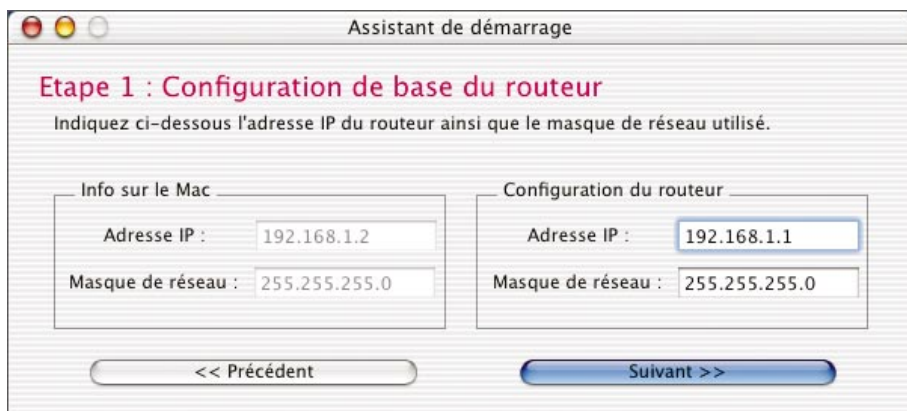 Assistant de démarrage
Etape 1 : Configuration de base du routeur
Indiquez ci-dessous l'adresse IP du routeur ainsi que le masque de réseau utilisé.
Info sur le Mac
Adresse IP : 192.168.1.2
Masque de réseau : 255.255.255.0
Configuration du routeur
Adresse IP : 192.168.1.1
Masque de réseau : 255.255.255.0
<< Précédent
Suivant >>